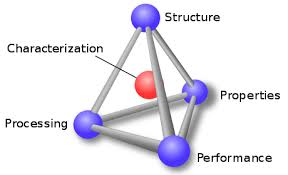 Structure
Characterization
Properties
Processing
Performance